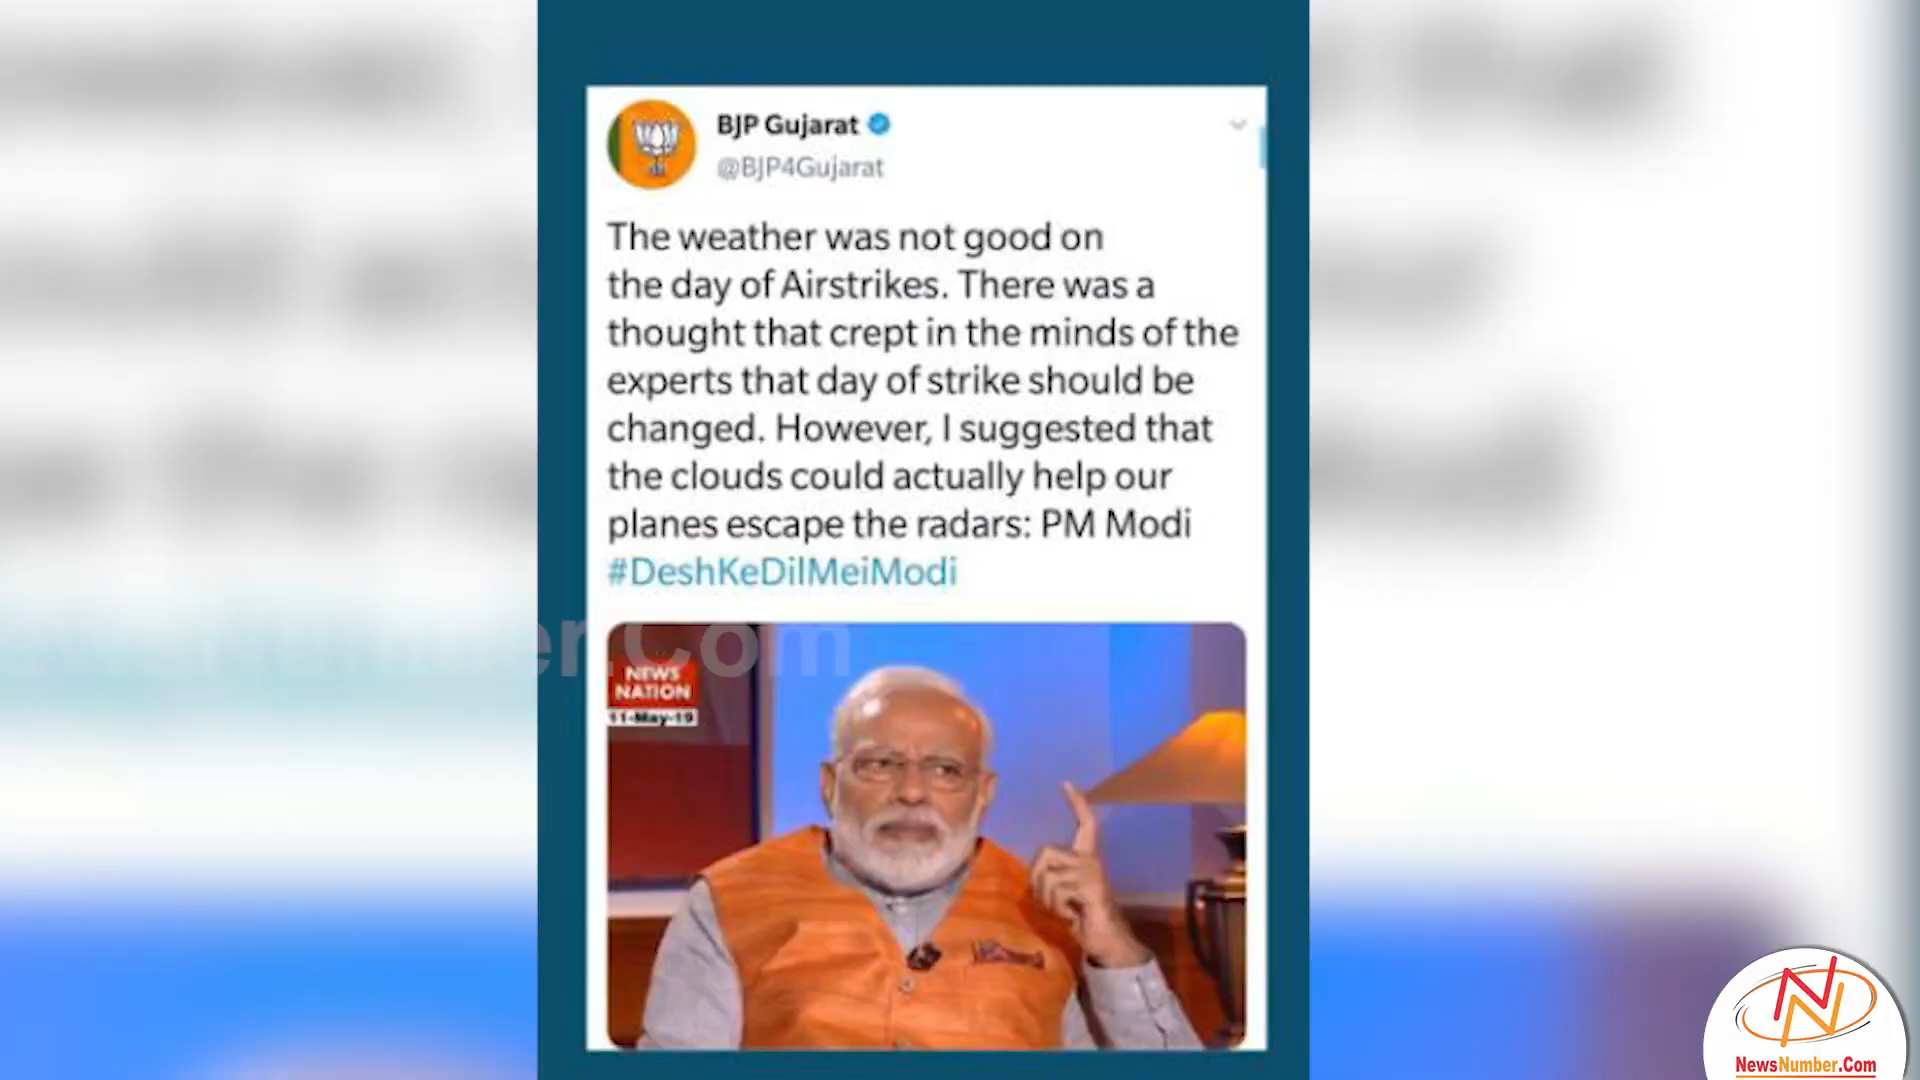 BJP Gujarat
@BJP4Gujarat
The weather was not good on
the day of Airstrikes. There was a
thought that crept in the minds of the
experts that day of strike should be
changed. However, I suggested that
the clouds could actually help our
planes escape the radars: PM Modi
#DeshKeDilMeiModi
er.Com
NEWS
NATION
11-May-19
NewsNumber.Com